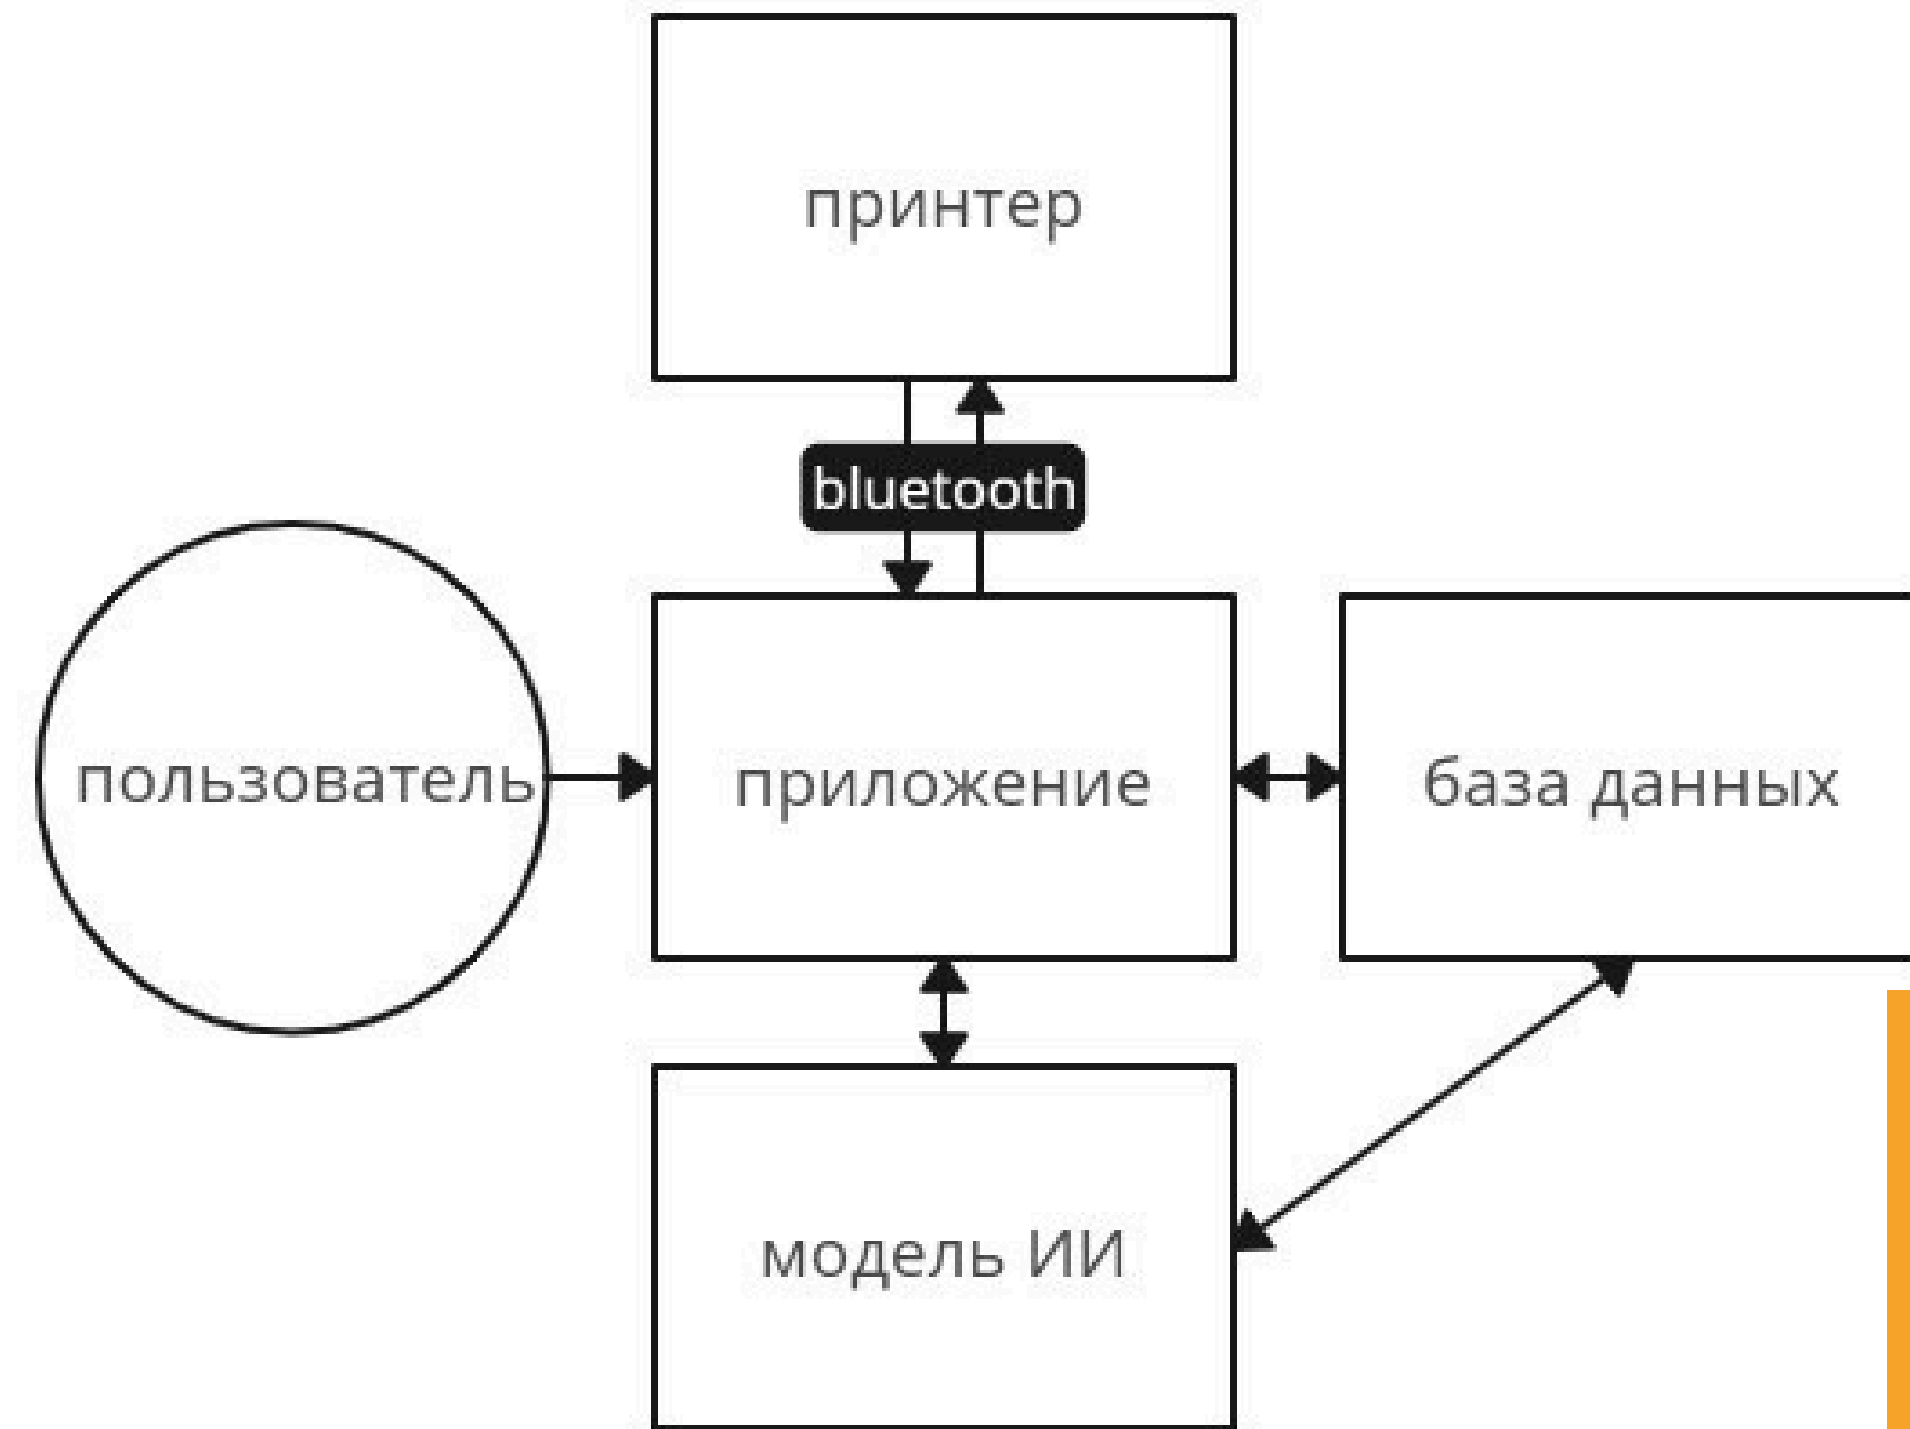 принтер
bluetooth
пользователь
приложение
база данных
модель ИИ